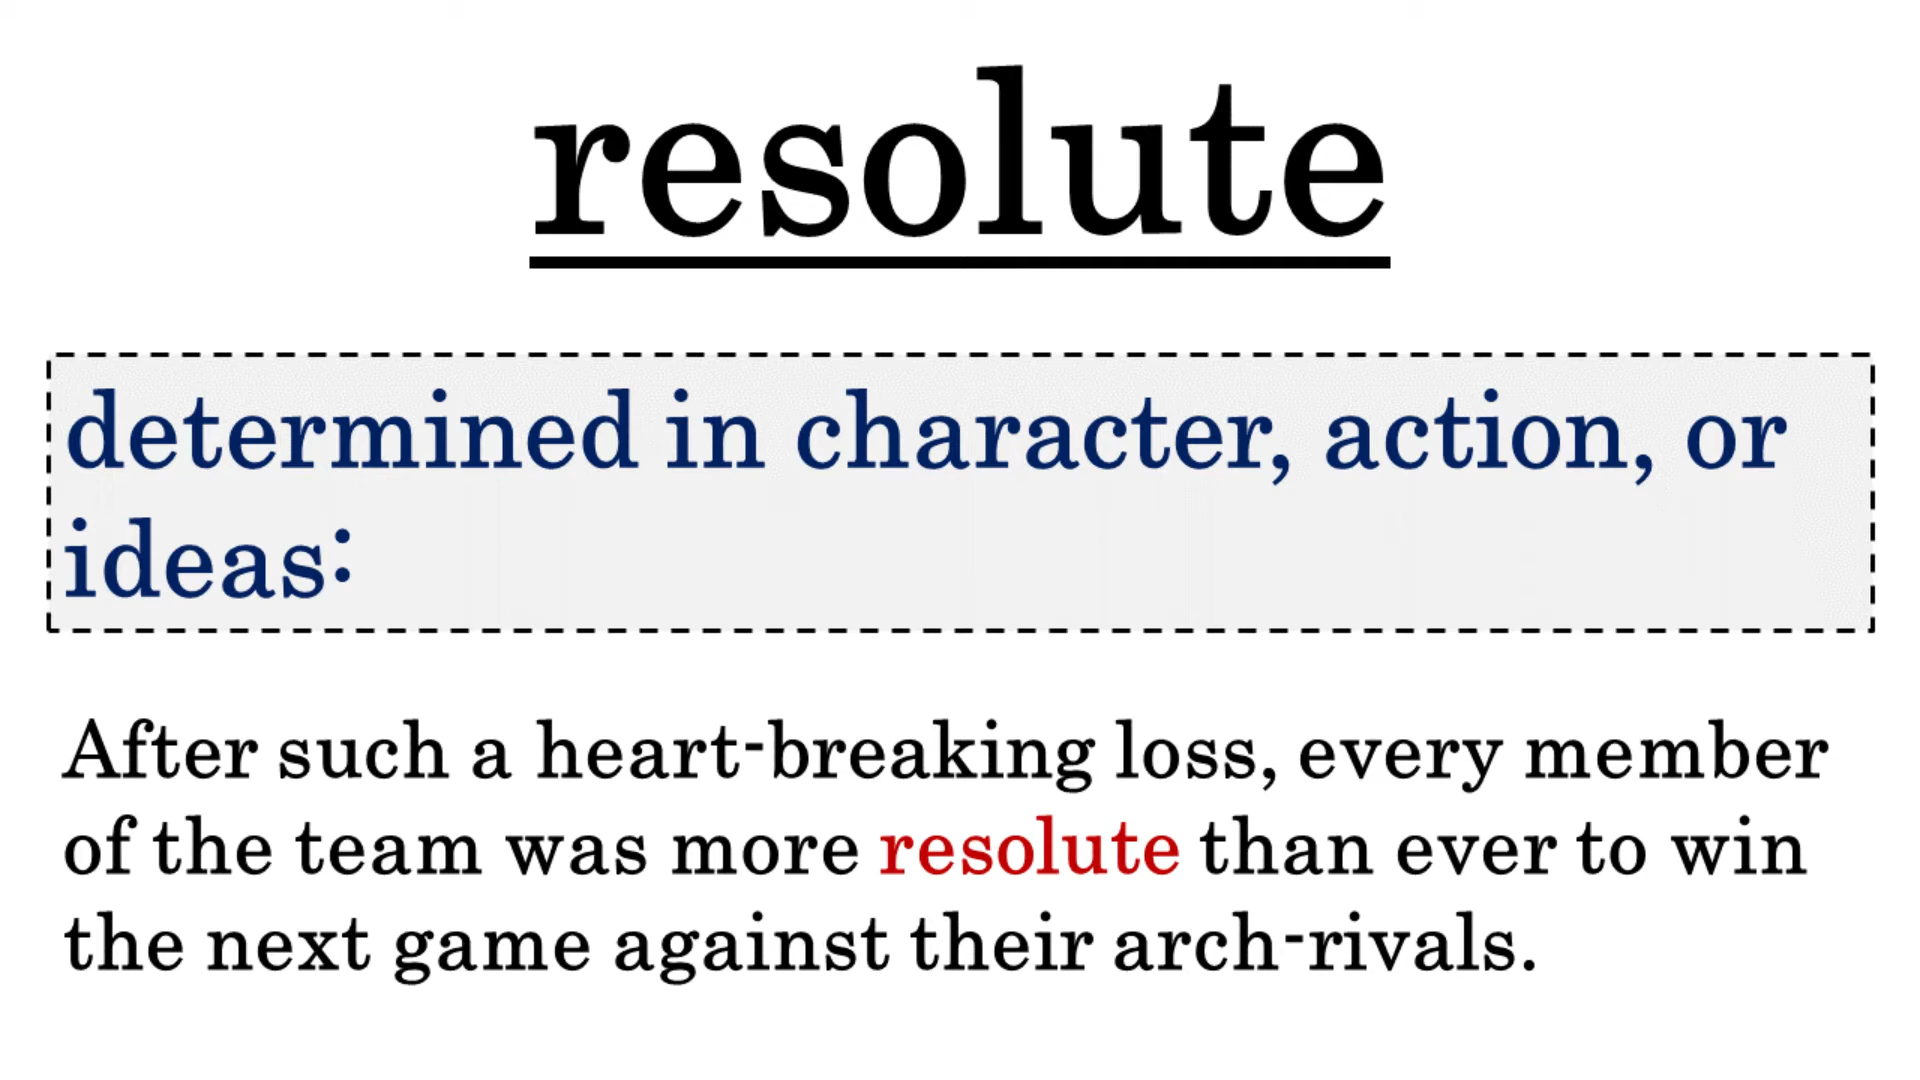 resolute
determined in character, action, or
ideas:
After such a heart-breaking loss, every member
of the team was more resolute than ever to win
the next game against their arch-rivals.